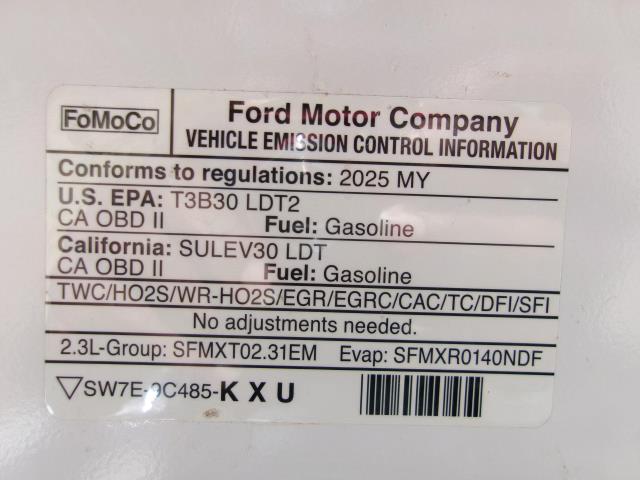 FoMoCo
Ford Motor Company
VEHICLE EMISSION CONTROL INFORMATION
Conforms to regulations: 2025 MY
U.S. EPA: T3B30 LDT2
CA OBD II Fuel: Gasoline
California: SULEV30 LDT
CA OBD II Fuel: Gasoline
TWC/HO2S/WR-HO2S/EGR/EGRC/CAC/TC/DFI/SFI
No adjustments needed.
2.3L-Group: SFMXT02.31EM Evap: SFMXR0140NDF
SW7E-9C485-K X U